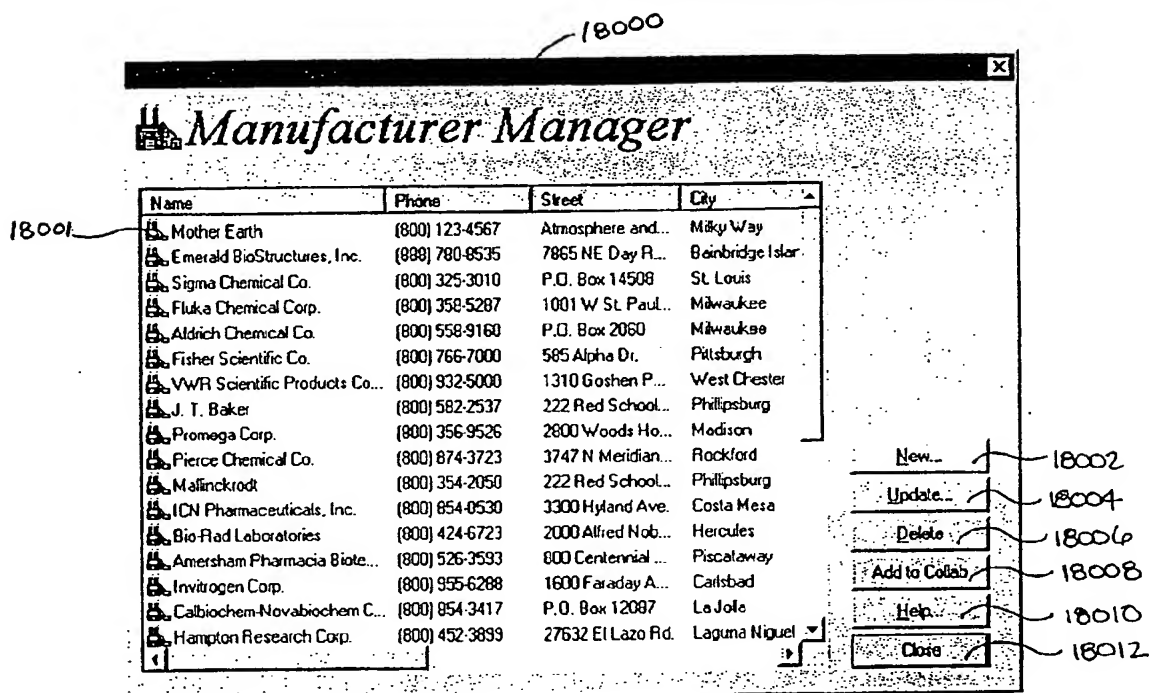 18000
Manufacturer Manager
Name Phone Street City
18001
Mother Earth (800) 123-4567 Atmosphere and... Milky Way
Emerald BioStructures, Inc. (888) 780-8535 7865 NE Day R... Bainbridge Islar
Sigma Chemical Co. (800) 325-3010 P.O. Box 14508 St. Louis
Fluka Chemical Corp. (800) 358-5287 1001 W St. Paul... Milwaukee
Aldrich Chemical Co. (800) 558-9160 P.O. Box 2060 Milwaukee
Fisher Scientific Co. (800) 766-7000 585 Alpha Dr. Pittsburgh
VWR Scientific Products Co... (800) 932-5000 1310 Goshen P... West Chester
J. T. Baker (800) 582-2537 222 Red School... Phillipsburg
Promega Corp. (800) 356-9526 2800 Woods Ho... Madison
Pierce Chemical Co. (800) 874-3723 3747 N Meridian... Rockford
Mallinckrodt (800) 354-2050 222 Red School... Phillipsburg
ICN Pharmaceuticals, Inc. (800) 854-0530 3300 Hyland Ave. Costa Mesa
Bio-Rad Laboratories (800) 424-6723 2000 Alfred Nob... Hercules
Amersham Pharmacia Biote... (800) 526-3593 800 Centennial ... Piscataway
Invitrogen Corp. (800) 955-6288 1600 Faraday A... Carlsbad
Calbiochem-Novabiochem C... (800) 854-3417 P.O. Box 12087 La Jolla
Hampton Research Corp. (800) 452-3899 27632 El Lazo Rd. Laguna Niguel
New... 18002
Update... 18004
Delete 18006
Add to Collab 18008
Help... 18010
Close 18012